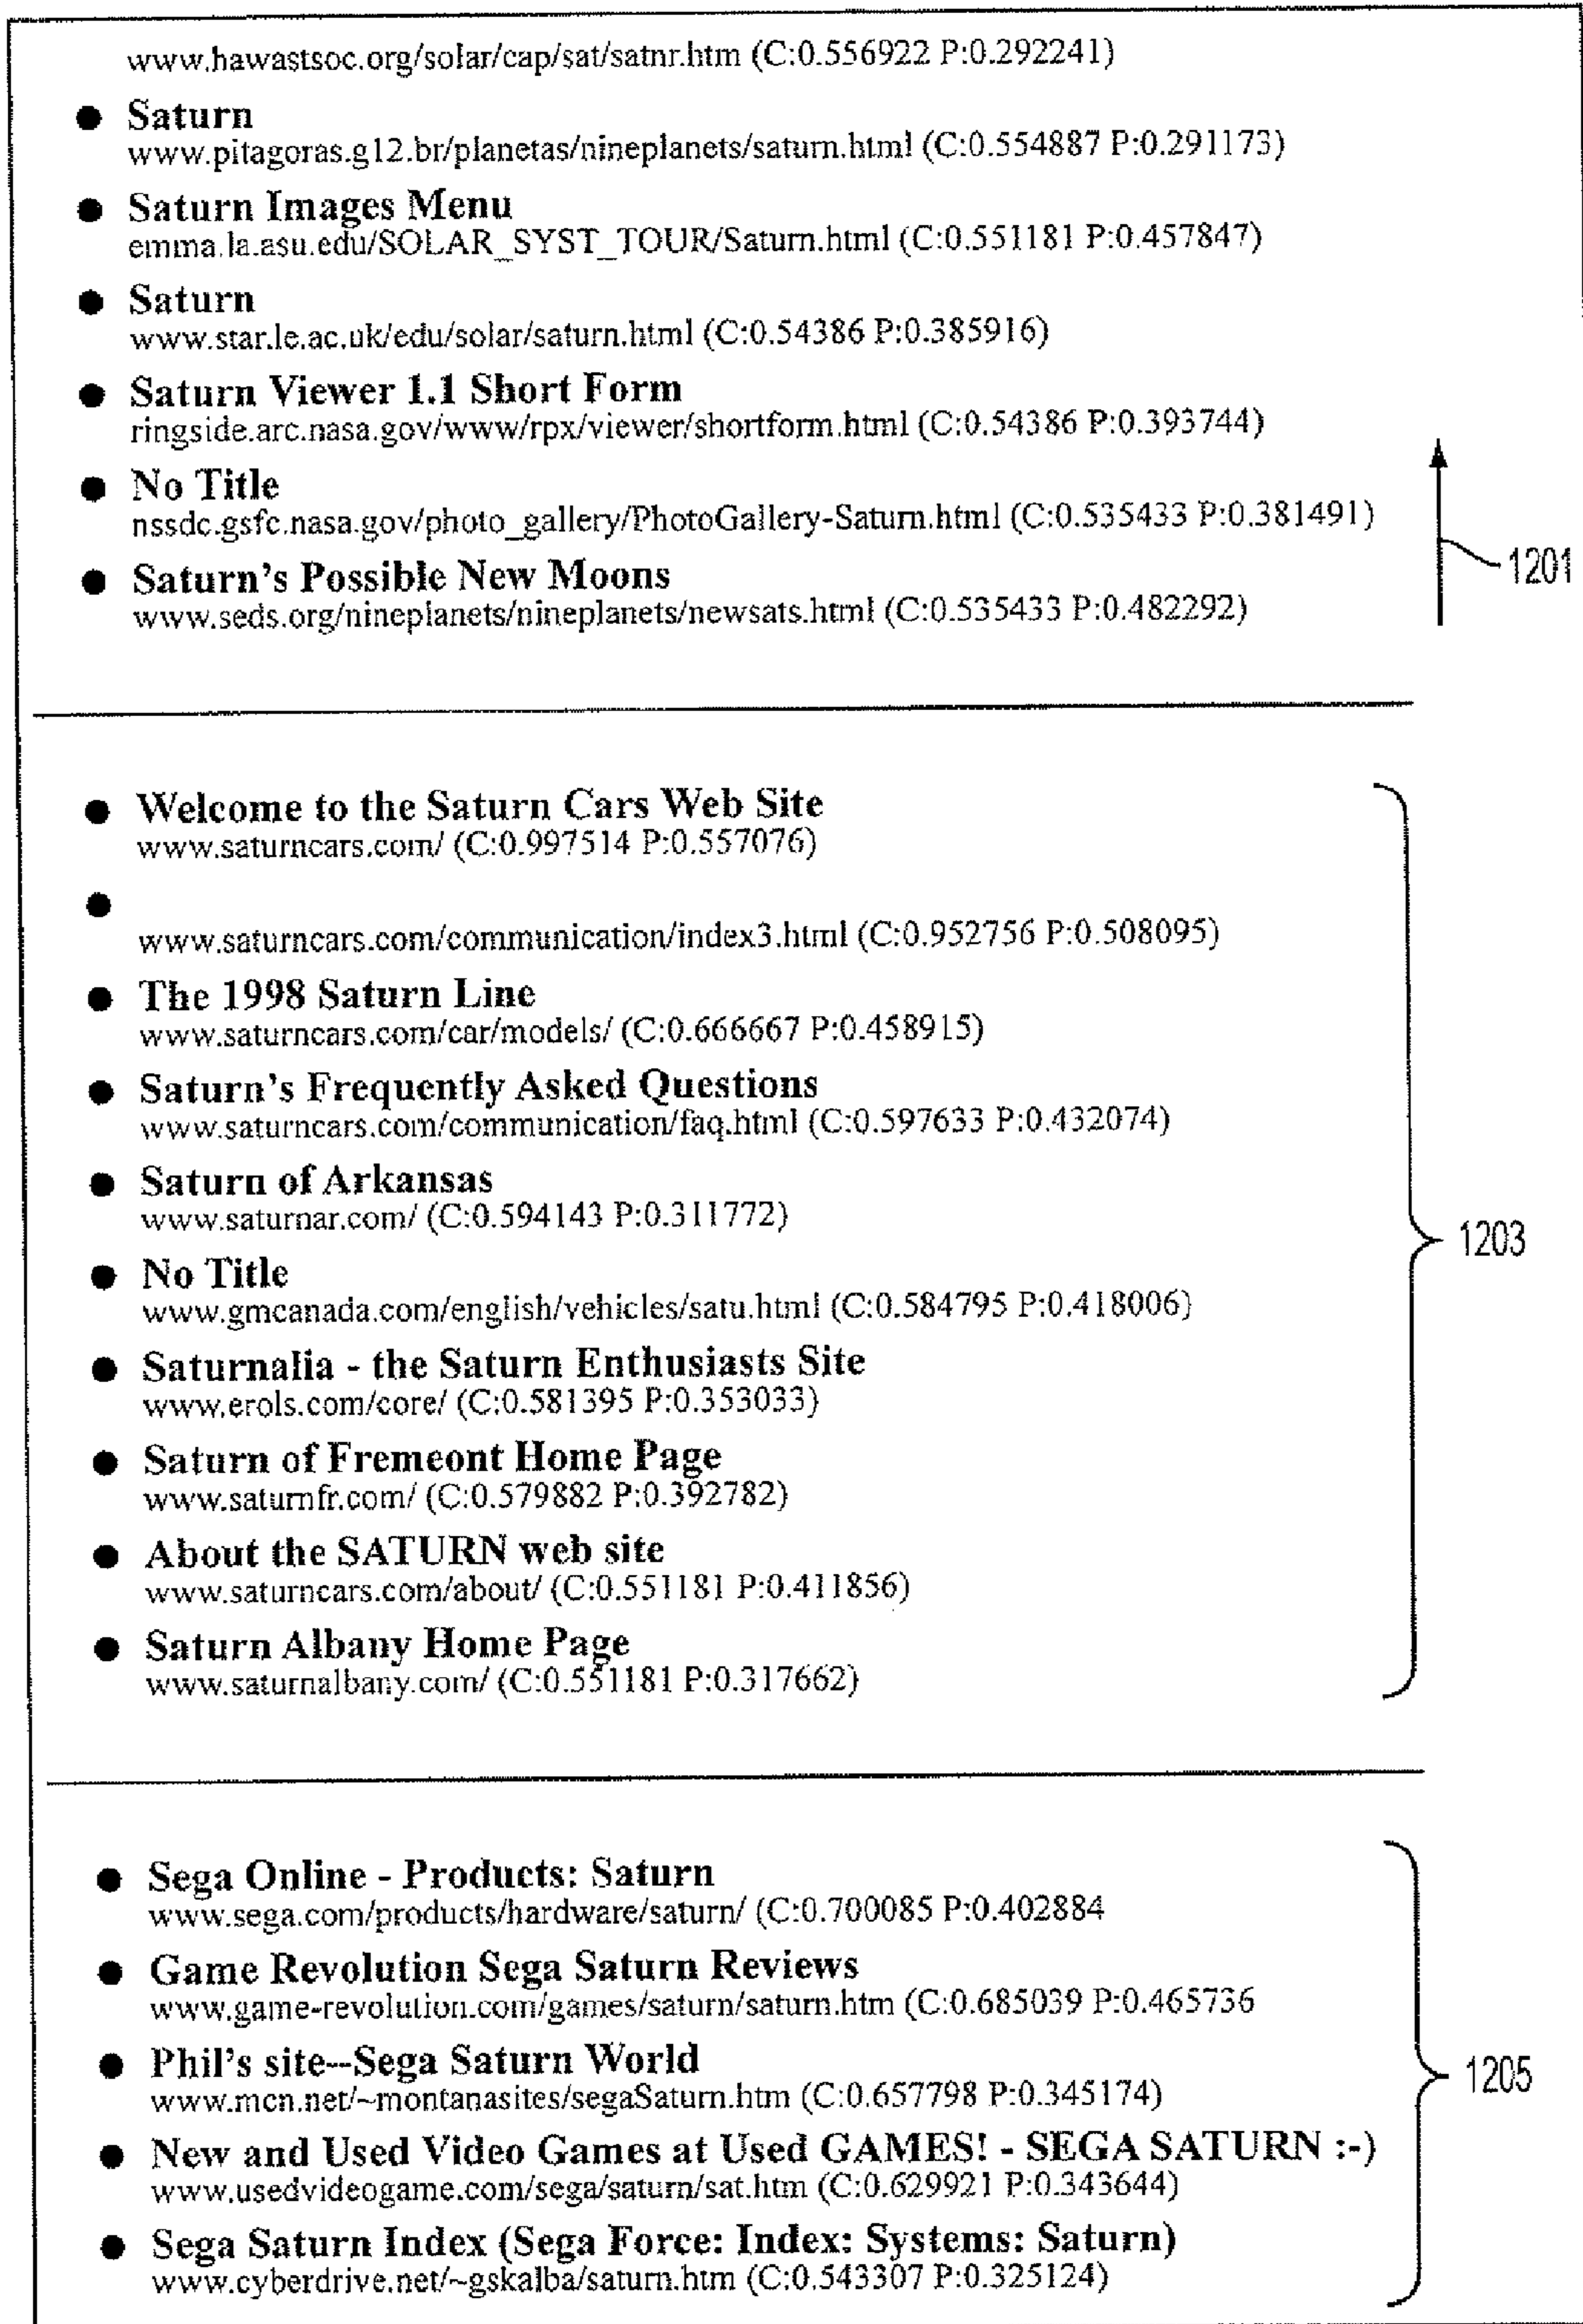 www.hawastsoc.org/solar/cap/sat/satnr.htm (C:0.556922 P:0.292241)
● Saturn
www.pitagoras.g12.br/planetas/nineplanets/saturn.html (C:0.554887 P:0.291173)
● Saturn Images Menu
emma.la.asu.edu/SOLAR_SYST_TOUR/Saturn.html (C:0.551181 P:0.457847)
● Saturn
www.star.le.ac.uk/edu/solar/saturn.html (C:0.54386 P:0.385916)
● Saturn Viewer 1.1 Short Form
ringside.arc.nasa.gov/www/rpx/viewer/shortform.html (C:0.54386 P:0.393744)
● No Title
nssdc.gsfc.nasa.gov/photo_gallery/PhotoGallery-Saturn.html (C:0.535433 P:0.381491)
● Saturn's Possible New Moons
www.seds.org/nineplanets/nineplanets/newsats.html (C:0.535433 P:0.482292)
1201
● Welcome to the Saturn Cars Web Site
www.saturncars.com/ (C:0.997514 P:0.557076)
●
www.saturncars.com/communication/index3.html (C:0.952756 P:0.508095)
● The 1998 Saturn Line
www.saturncars.com/car/models/ (C:0.666667 P:0.458915)
● Saturn's Frequently Asked Questions
www.saturncars.com/communication/faq.html (C:0.597633 P:0.432074)
● Saturn of Arkansas
www.saturnar.com/ (C:0.594143 P:0.311772)
● No Title
www.gmcanada.com/english/vehicles/satu.html (C:0.584795 P:0.418006)
● Saturnalia - the Saturn Enthusiasts Site
www.erols.com/core/ (C:0.581395 P:0.353033)
● Saturn of Fremeont Home Page
www.saturnfr.com/ (C:0.579882 P:0.392782)
● About the SATURN web site
www.saturncars.com/about/ (C:0.551181 P:0.411856)
● Saturn Albany Home Page
www.saturnalbany.com/ (C:0.551181 P:0.317662)
1203
● Sega Online - Products: Saturn
www.sega.com/products/hardware/saturn/ (C:0.700085 P:0.402884
● Game Revolution Sega Saturn Reviews
www.game-revolution.com/games/saturn/saturn.htm (C:0.685039 P:0.465736
● Phil's site--Sega Saturn World
www.mcn.net/~montanasites/segaSaturn.htm (C:0.657798 P:0.345174)
● New and Used Video Games at Used GAMES! - SEGA SATURN :-)
www.usedvideogame.com/sega/saturn/sat.htm (C:0.629921 P:0.343644)
● Sega Saturn Index (Sega Force: Index: Systems: Saturn)
www.cyberdrive.net/~gskalba/saturn.htm (C:0.543307 P:0.325124)
1205